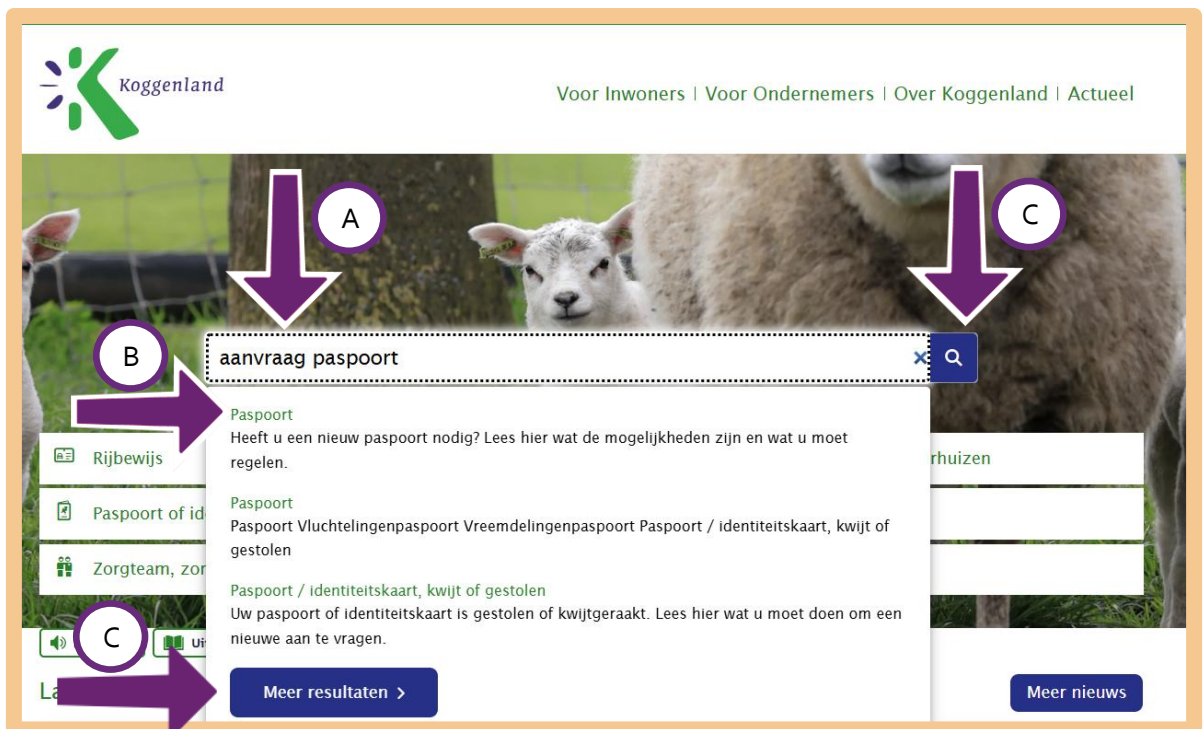 Koggenland
Voor Inwoners | Voor Ondernemers | Over Koggenland | Actueel
A
C
B
aanvraag paspoort
Paspoort
Heeft u een nieuw paspoort nodig? Lees hier wat de mogelijkheden zijn en wat u moet
regelen.
Paspoort
Paspoort Vluchtelingenpaspoort Vreemdelingenpaspoort Paspoort / identiteitskaart, kwijt of
gestolen
Paspoort / identiteitskaart, kwijt of gestolen
Uw paspoort of identiteitskaart is gestolen of kwijtgeraakt. Lees hier wat u moet doen om een
nieuwe aan te vragen.
Meer resultaten >
Rijbewijs
rhuizen
Paspoort of id
Zorgteam, zor
C
Ui
La
Meer nieuws